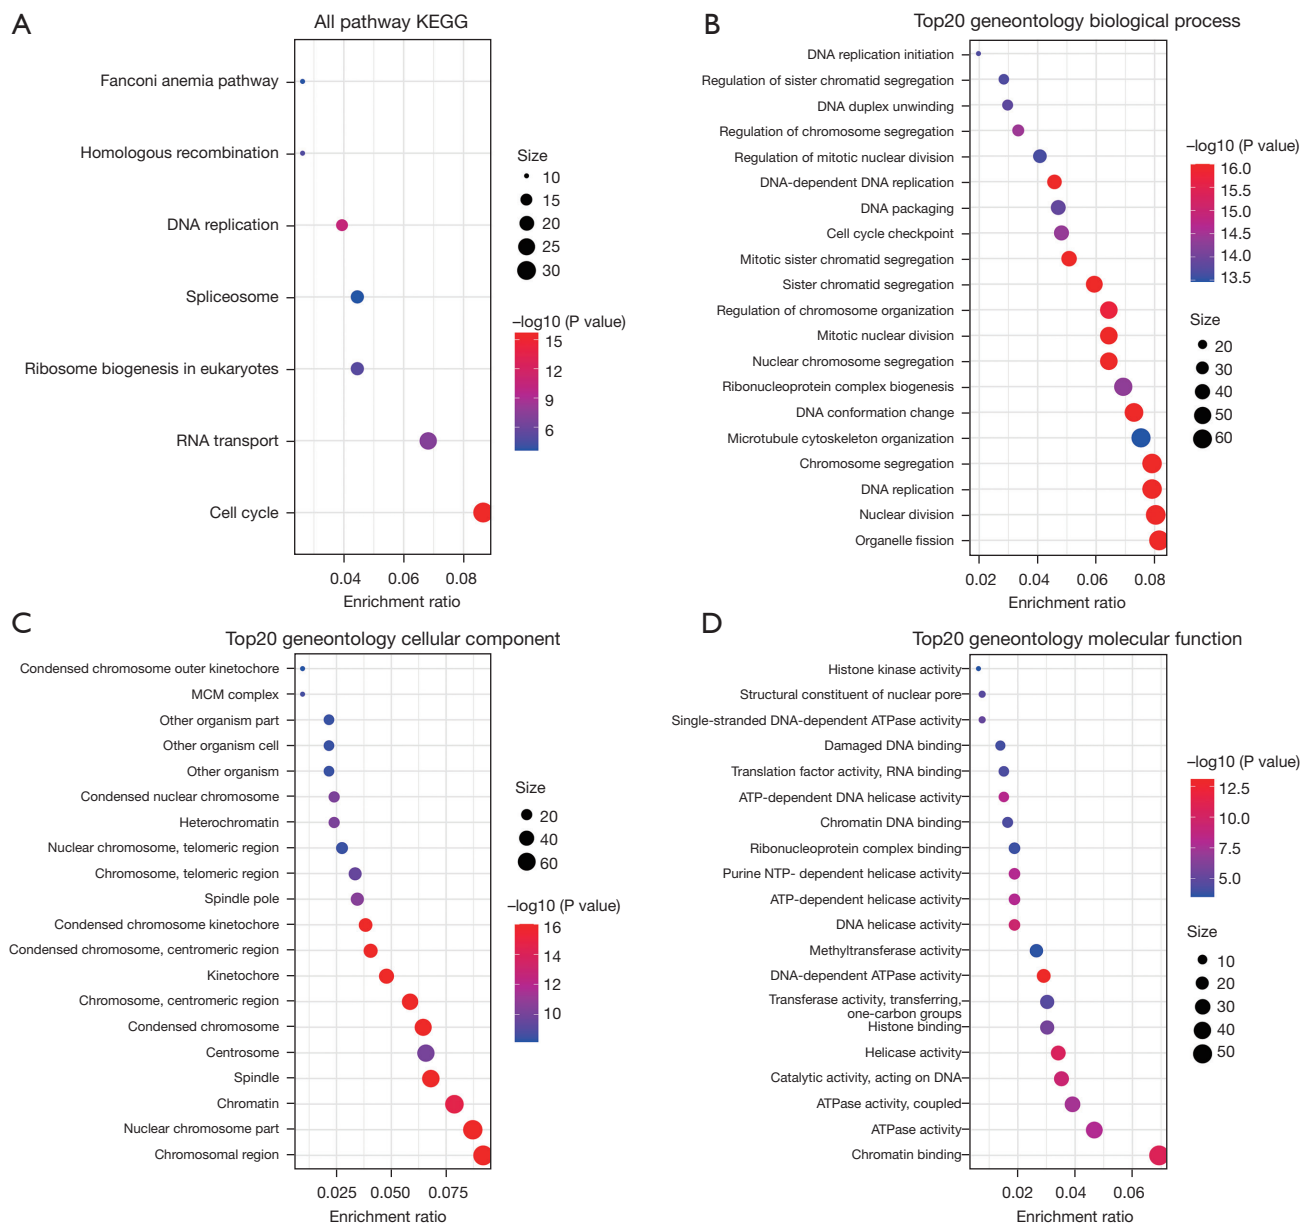 A
All pathway KEGG
Fanconi anemia pathway
Homologous recombination
DNA replication
Spliceosome
Ribosome biogenesis in eukaryotes
RNA transport
Cell cycle
0.04 0.06 0.08
Enrichment ratio
Size
10
15
20
25
30
–log10 (P value)
15
12
9
6
B
Top20 geneontology biological process
DNA replication initiation
Regulation of sister chromatid segregation
DNA duplex unwinding
Regulation of chromosome segregation
Regulation of mitotic nuclear division
DNA-dependent DNA replication
DNA packaging
Cell cycle checkpoint
Mitotic sister chromatid segregation
Sister chromatid segregation
Regulation of chromosome organization
Mitotic nuclear division
Nuclear chromosome segregation
Ribonucleoprotein complex biogenesis
DNA conformation change
Microtubule cytoskeleton organization
Chromosome segregation
DNA replication
Nuclear division
Organelle fission
0.02 0.04 0.06 0.08
Enrichment ratio
–log10 (P value)
16.0
15.5
15.0
14.5
13.5
Size
20
30
40
50
60
C
Top20 geneontology cellular component
Condensed chromosome outer kinetochore
MCM complex
Other organism part
Other organism cell
Other organism
Condensed nuclear chromosome
Heterochromatin
Nuclear chromosome, telomeric region
Chromosome, telomeric region
Spindle pole
Condensed chromosome kinetochore
Condensed chromosome, centromeric region
Kinetochore
Chromosome, centromeric region
Condensed chromosome
Centrosome
Spindle
Chromatin
Nuclear chromosome part
Chromosomal region
0.025 0.050 0.075
Enrichment ratio
Size
20
40
60
–log10 (P value)
16
14
12
10
D
Top20 geneontology molecular function
Histone kinase activity
Structural constituent of nuclear pore
Single-stranded DNA-dependent ATPase activity
Damaged DNA binding
Translation factor activity, RNA binding
ATP-dependent DNA helicase activity
Chromatin DNA binding
Ribonucleoprotein complex binding
Purine NTP- dependent helicase activity
ATP-dependent helicase activity
DNA helicase activity
Methyltransferase activity
DNA-dependent ATPase activity
Transferase activity, transferring,
one-carbon groups
Histone binding
Helicase activity
Catalytic activity, acting on DNA
ATPase activity, coupled
ATPase activity
Chromatin binding
0.02 0.04 0.06
Enrichment ratio
–log10 (P value)
12.5
10.0
7.5
5.0
Size
10
20
30
40
50